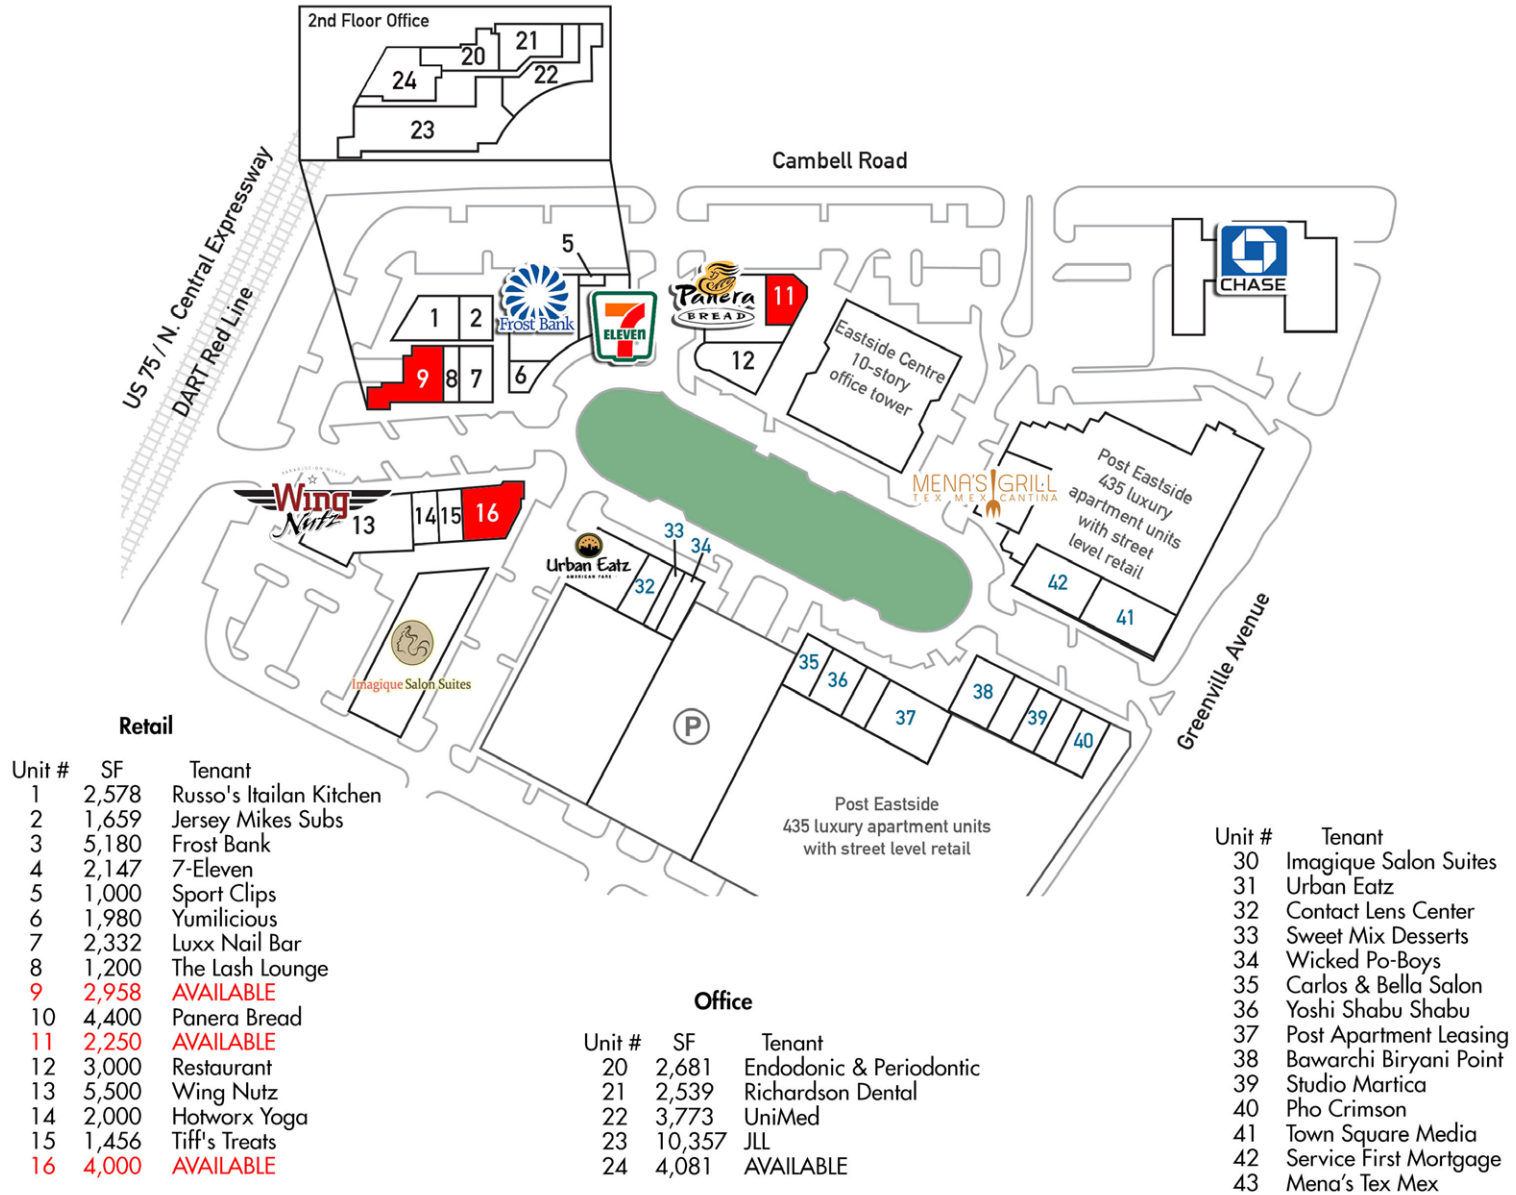 2nd Floor Office
20
21
22
24
23
Cambell Road
US 75 / N. Central Expressway
DART Red Line
5
1
2
Frost Bank
7
ELEVEN
Panera
BREAD
11
CHASE
9
8
7
6
12
Eastside Centre
10-story
office tower
MENA'S GRILL
TEX MEX CANTINA
Post Eastside
435 luxury
apartment units
with street
level retail
PARADISE ON WINGS
Wing
Nutz
13
14
15
16
Urban Eatz
AMERICAN FARE
33
34
32
42
41
Greenville Avenue
Imagique Salon Suites
35
36
37
38
39
40
P
Post Eastside
435 luxury apartment units
with street level retail
Retail
Unit # SF Tenant
1 2,578 Russo's Itailan Kitchen
2 1,659 Jersey Mikes Subs
3 5,180 Frost Bank
4 2,147 7-Eleven
5 1,000 Sport Clips
6 1,980 Yumilicious
7 2,332 Luxx Nail Bar
8 1,200 The Lash Lounge
9 2,958 AVAILABLE
10 4,400 Panera Bread
11 2,250 AVAILABLE
12 3,000 Restaurant
13 5,500 Wing Nutz
14 2,000 Hotworx Yoga
15 1,456 Tiff's Treats
16 4,000 AVAILABLE
Office
Unit # SF Tenant
20 2,681 Endodonic & Periodontic
21 2,539 Richardson Dental
22 3,773 UniMed
23 10,357 JLL
24 4,081 AVAILABLE
Unit # Tenant
30 Imagique Salon Suites
31 Urban Eatz
32 Contact Lens Center
33 Sweet Mix Desserts
34 Wicked Po-Boys
35 Carlos & Bella Salon
36 Yoshi Shabu Shabu
37 Post Apartment Leasing
38 Bawarchi Biryani Point
39 Studio Martica
40 Pho Crimson
41 Town Square Media
42 Service First Mortgage
43 Mena's Tex Mex